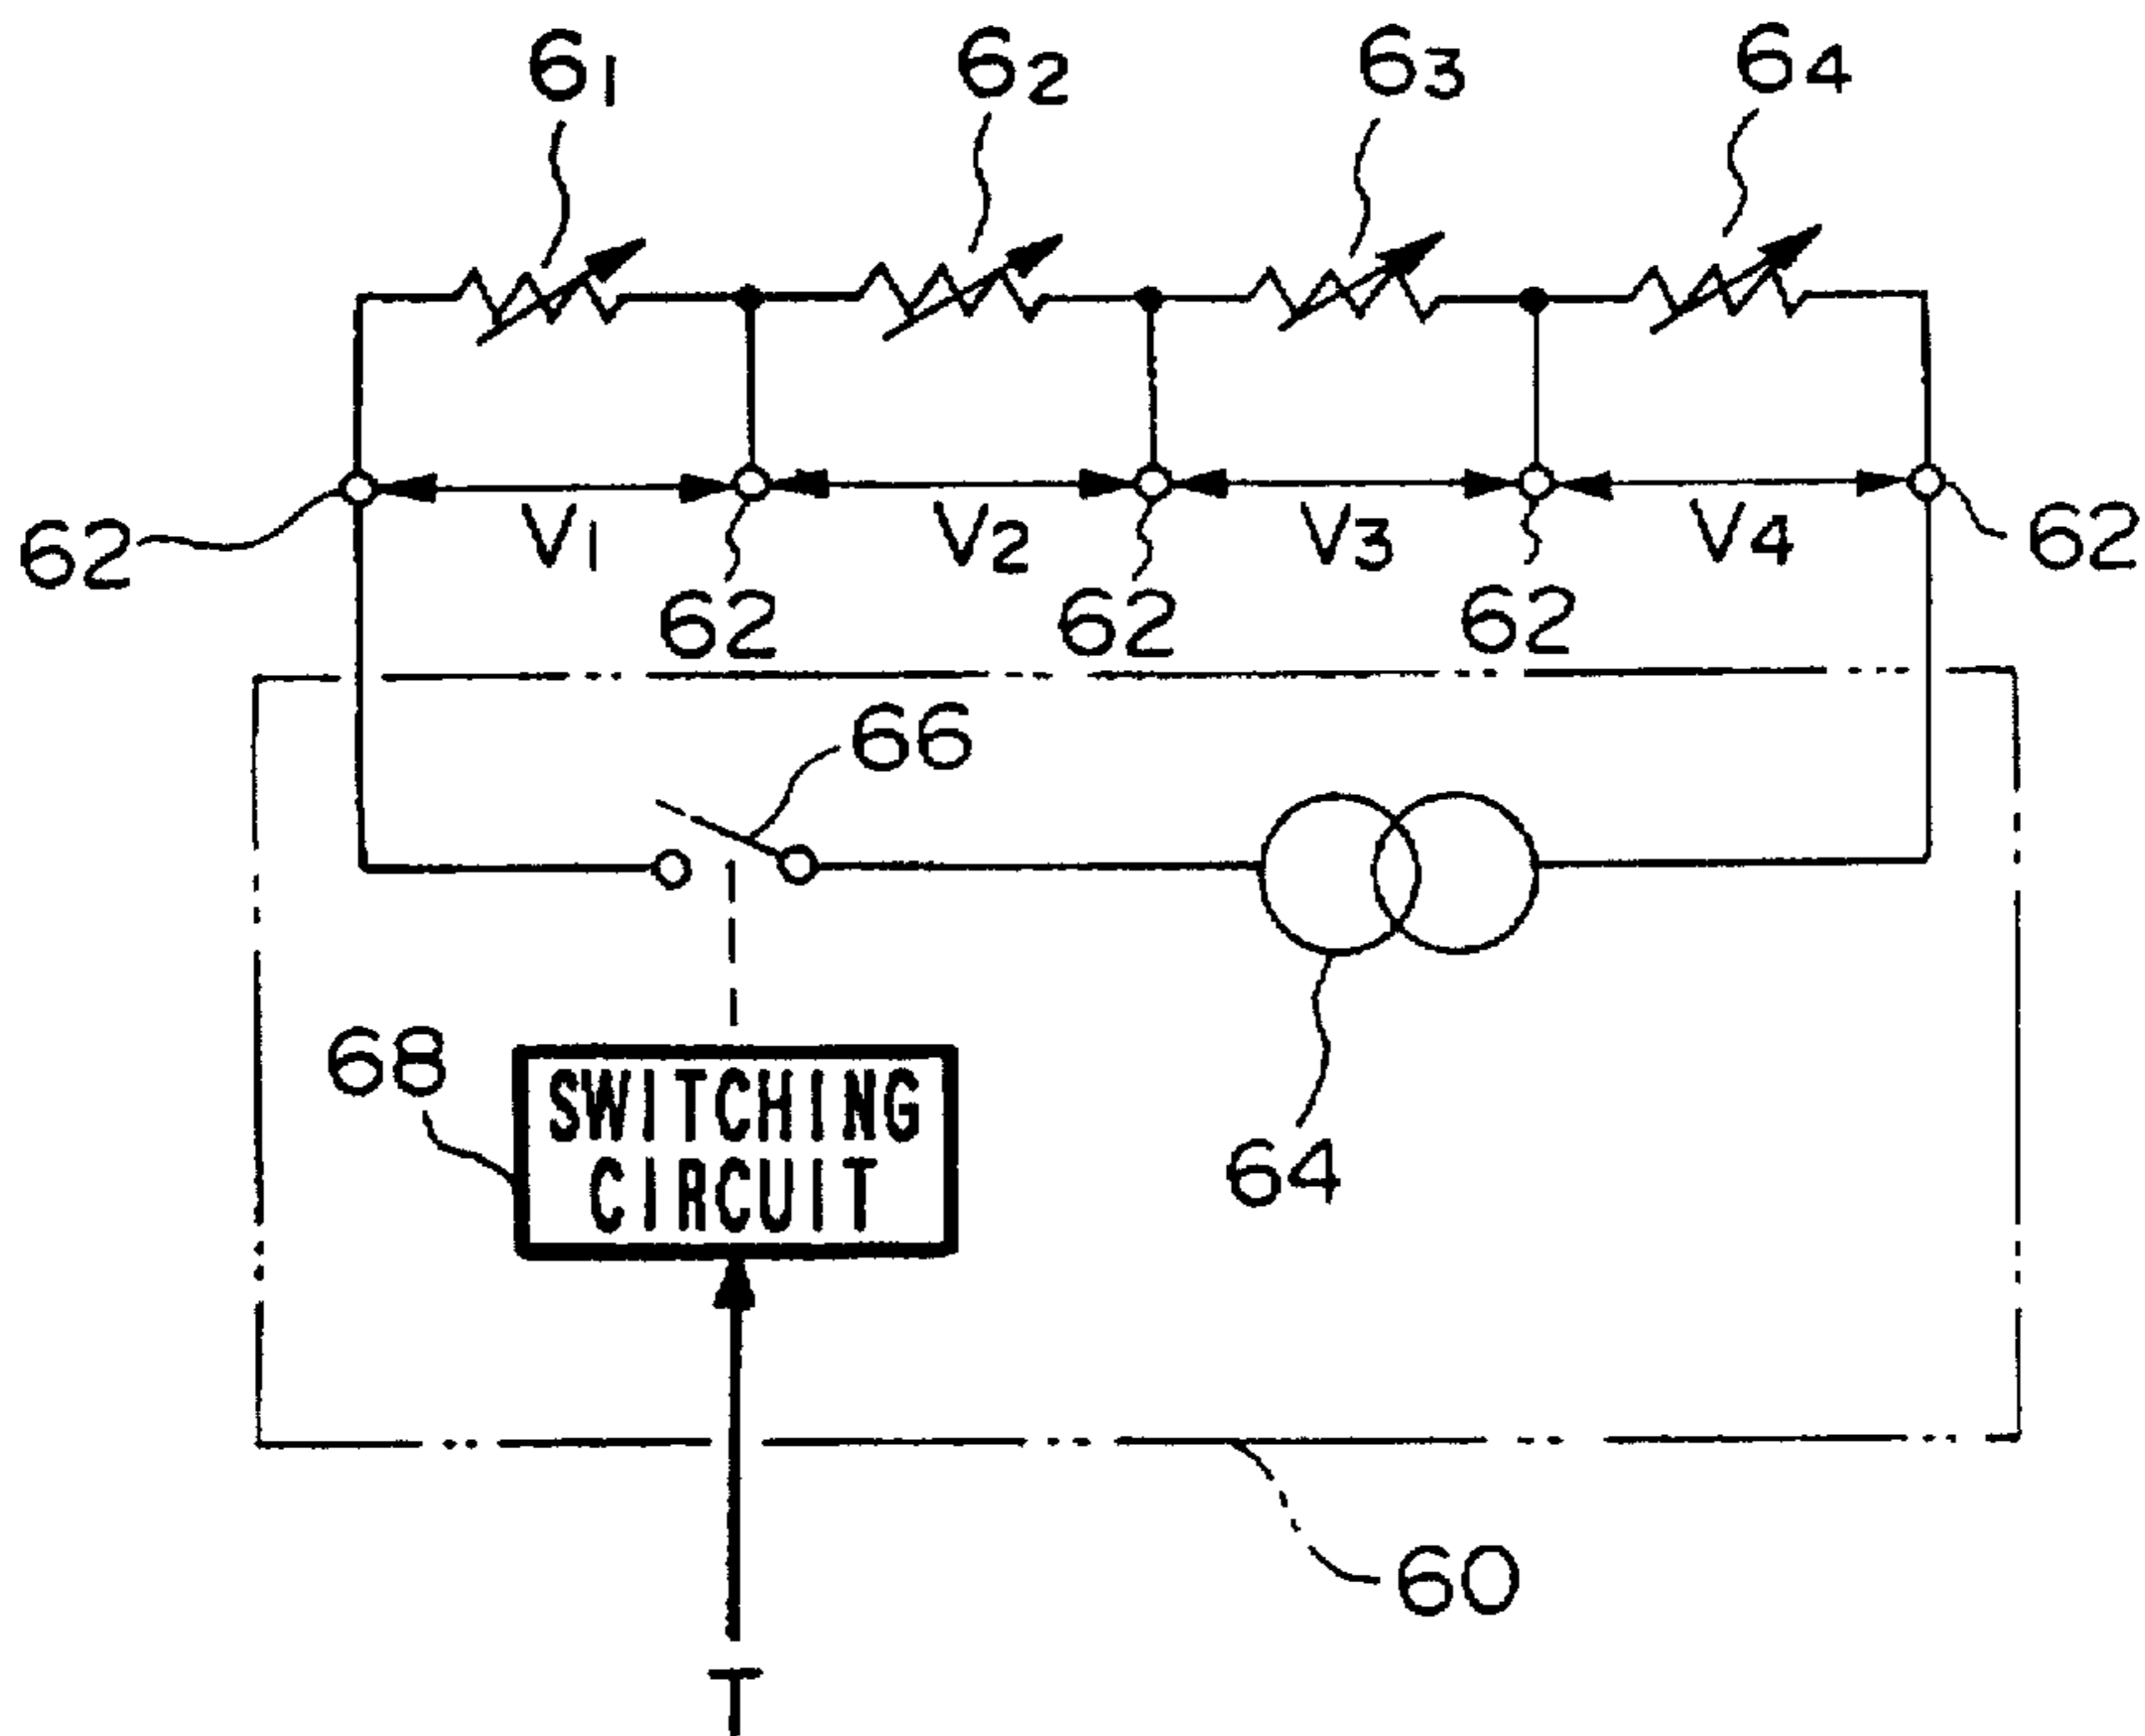 6₁ 6₂ 6₃ 6₄
62 V₁ V₂ V₃ V₄ 62
62 62 62
66
68 SWITCHING
CIRCUIT
64
60
T